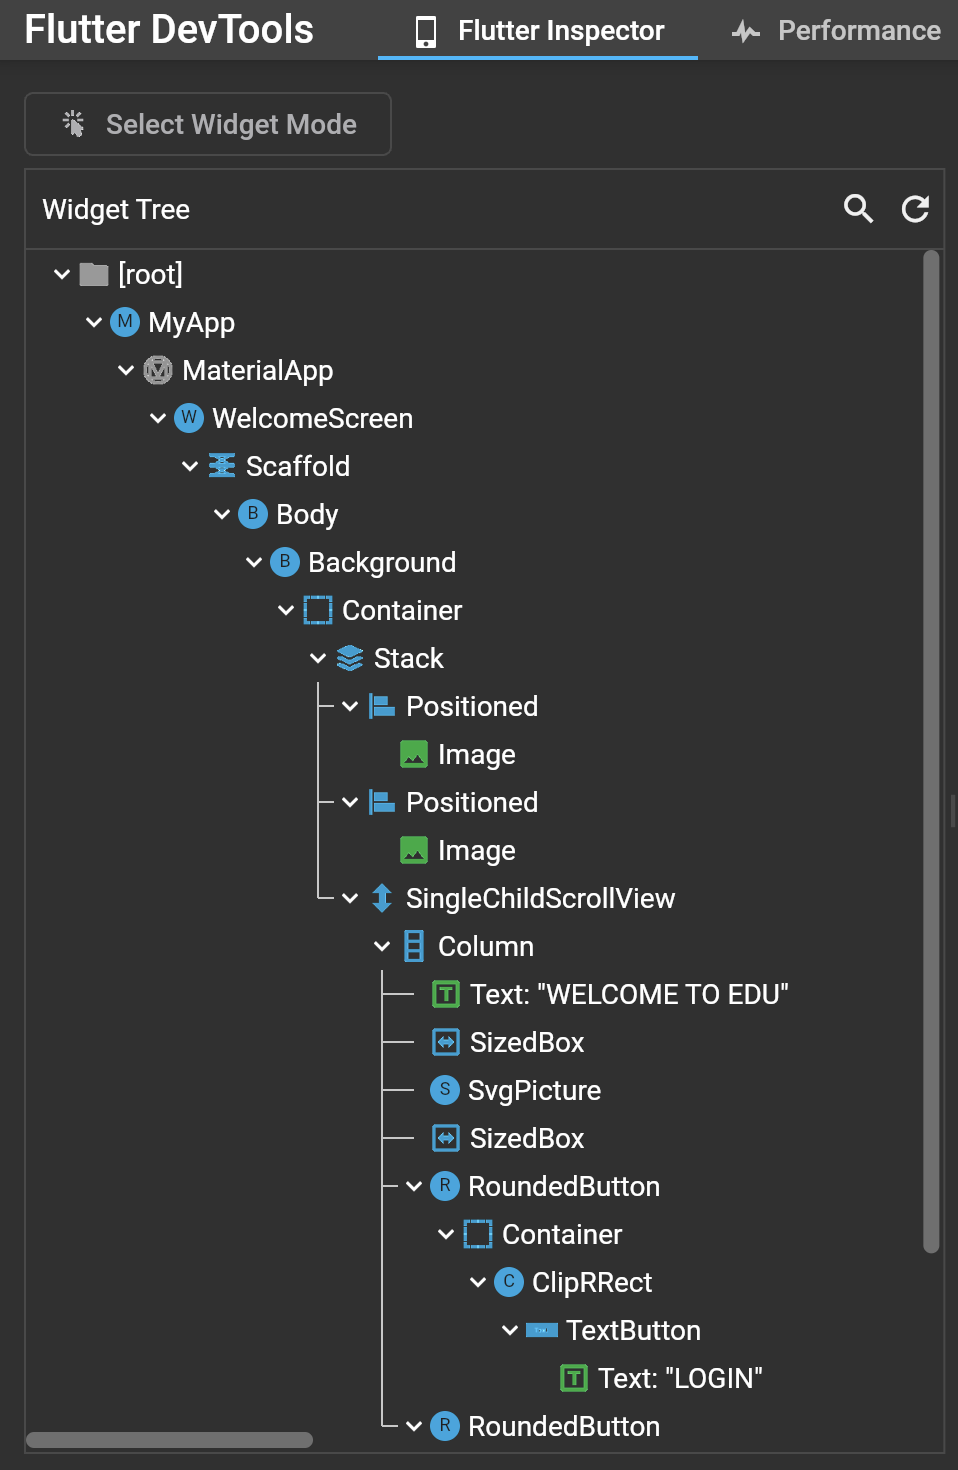 Flutter DevTools Flutter Inspector Performance
Select Widget Mode
Widget Tree
[root]
M MyApp
MaterialApp
W WelcomeScreen
Scaffold
B Body
B Background
Container
Stack
Positioned
Image
Positioned
Image
SingleChildScrollView
Column
T Text: "WELCOME TO EDU"
SizedBox
S SvgPicture
SizedBox
R RoundedButton
Container
C ClipRRect
TextButton
T Text: "LOGIN"
R RoundedButton